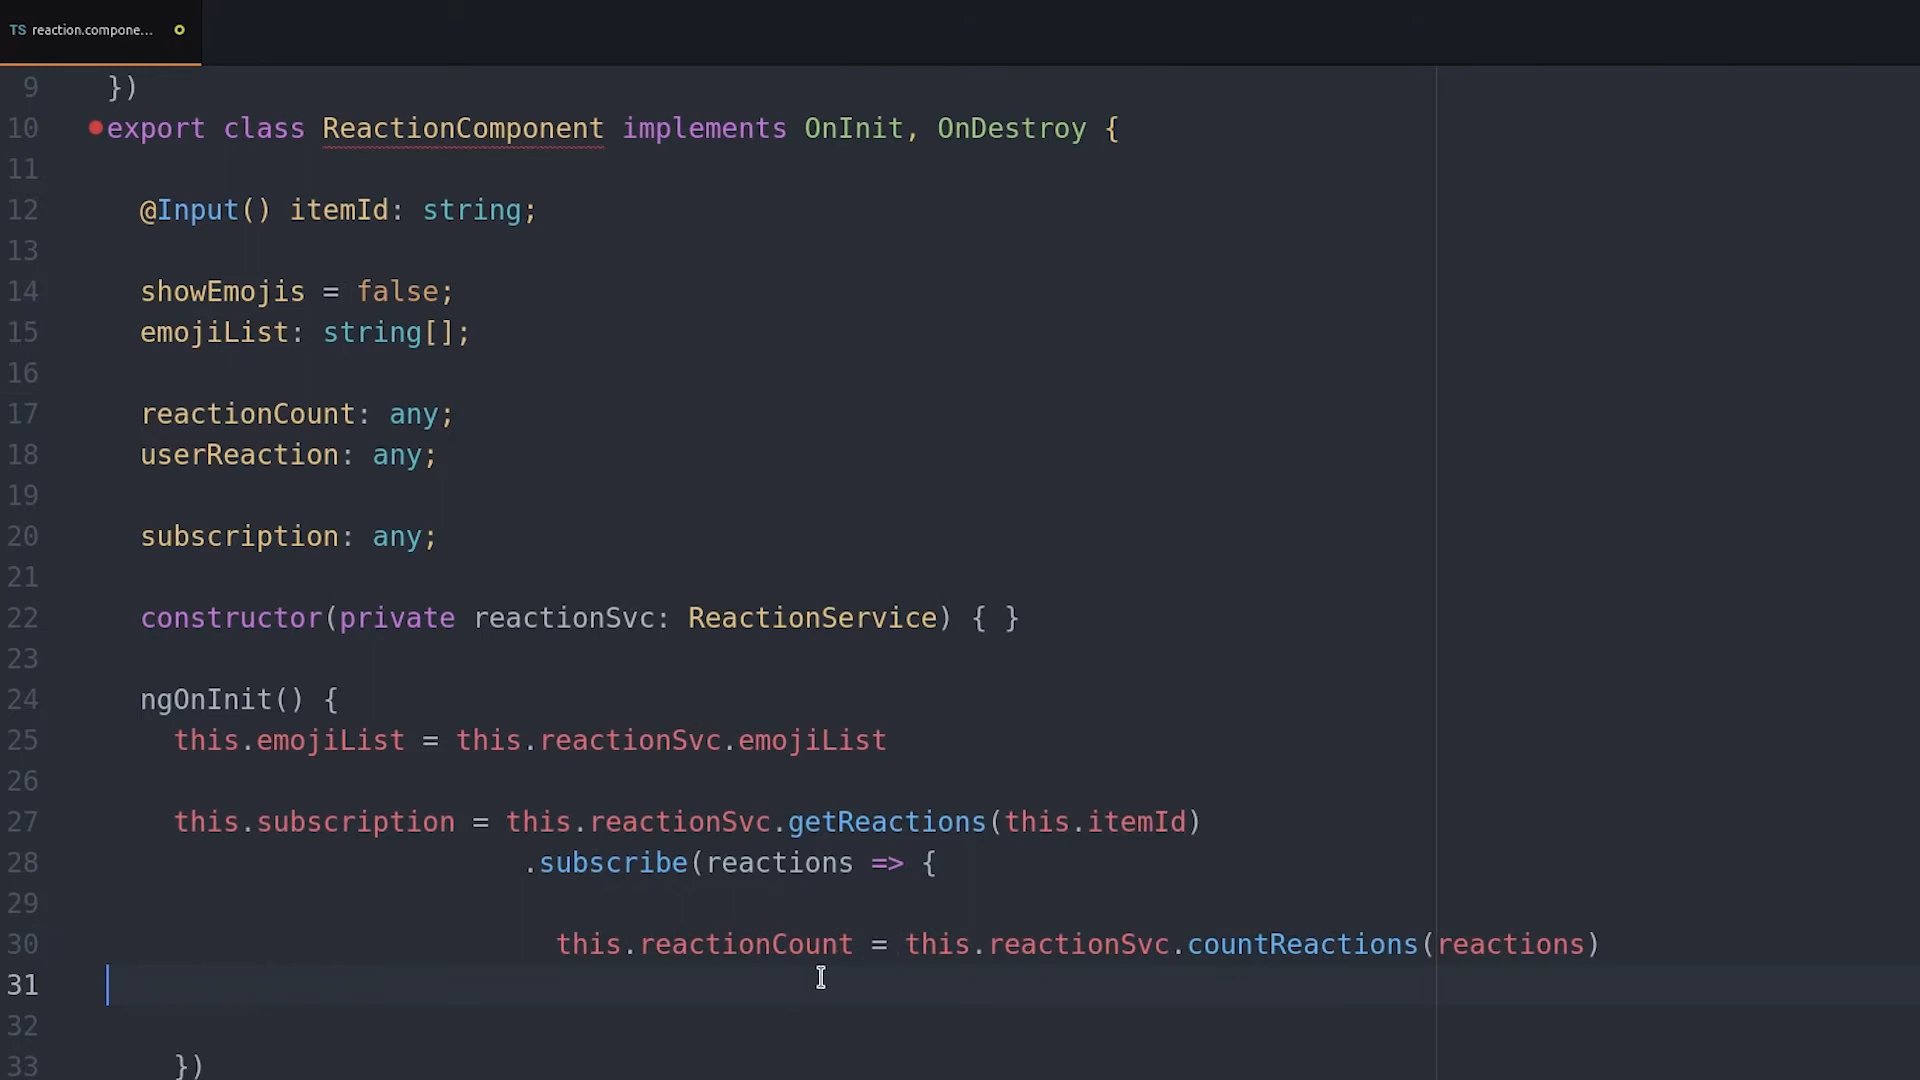 TS reaction.compone...
9 })
10 export class ReactionComponent implements OnInit, OnDestroy {
11
12 @Input() itemId: string;
13
14 showEmojis = false;
15 emojiList: string[];
16
17 reactionCount: any;
18 userReaction: any;
19
20 subscription: any;
21
22 constructor(private reactionSvc: ReactionService) { }
23
24 ngOnInit() {
25 this.emojiList = this.reactionSvc.emojiList
26
27 this.subscription = this.reactionSvc.getReactions(this.itemId)
28 .subscribe(reactions => {
29
30 this.reactionCount = this.reactionSvc.countReactions(reactions)
31
32
33 })